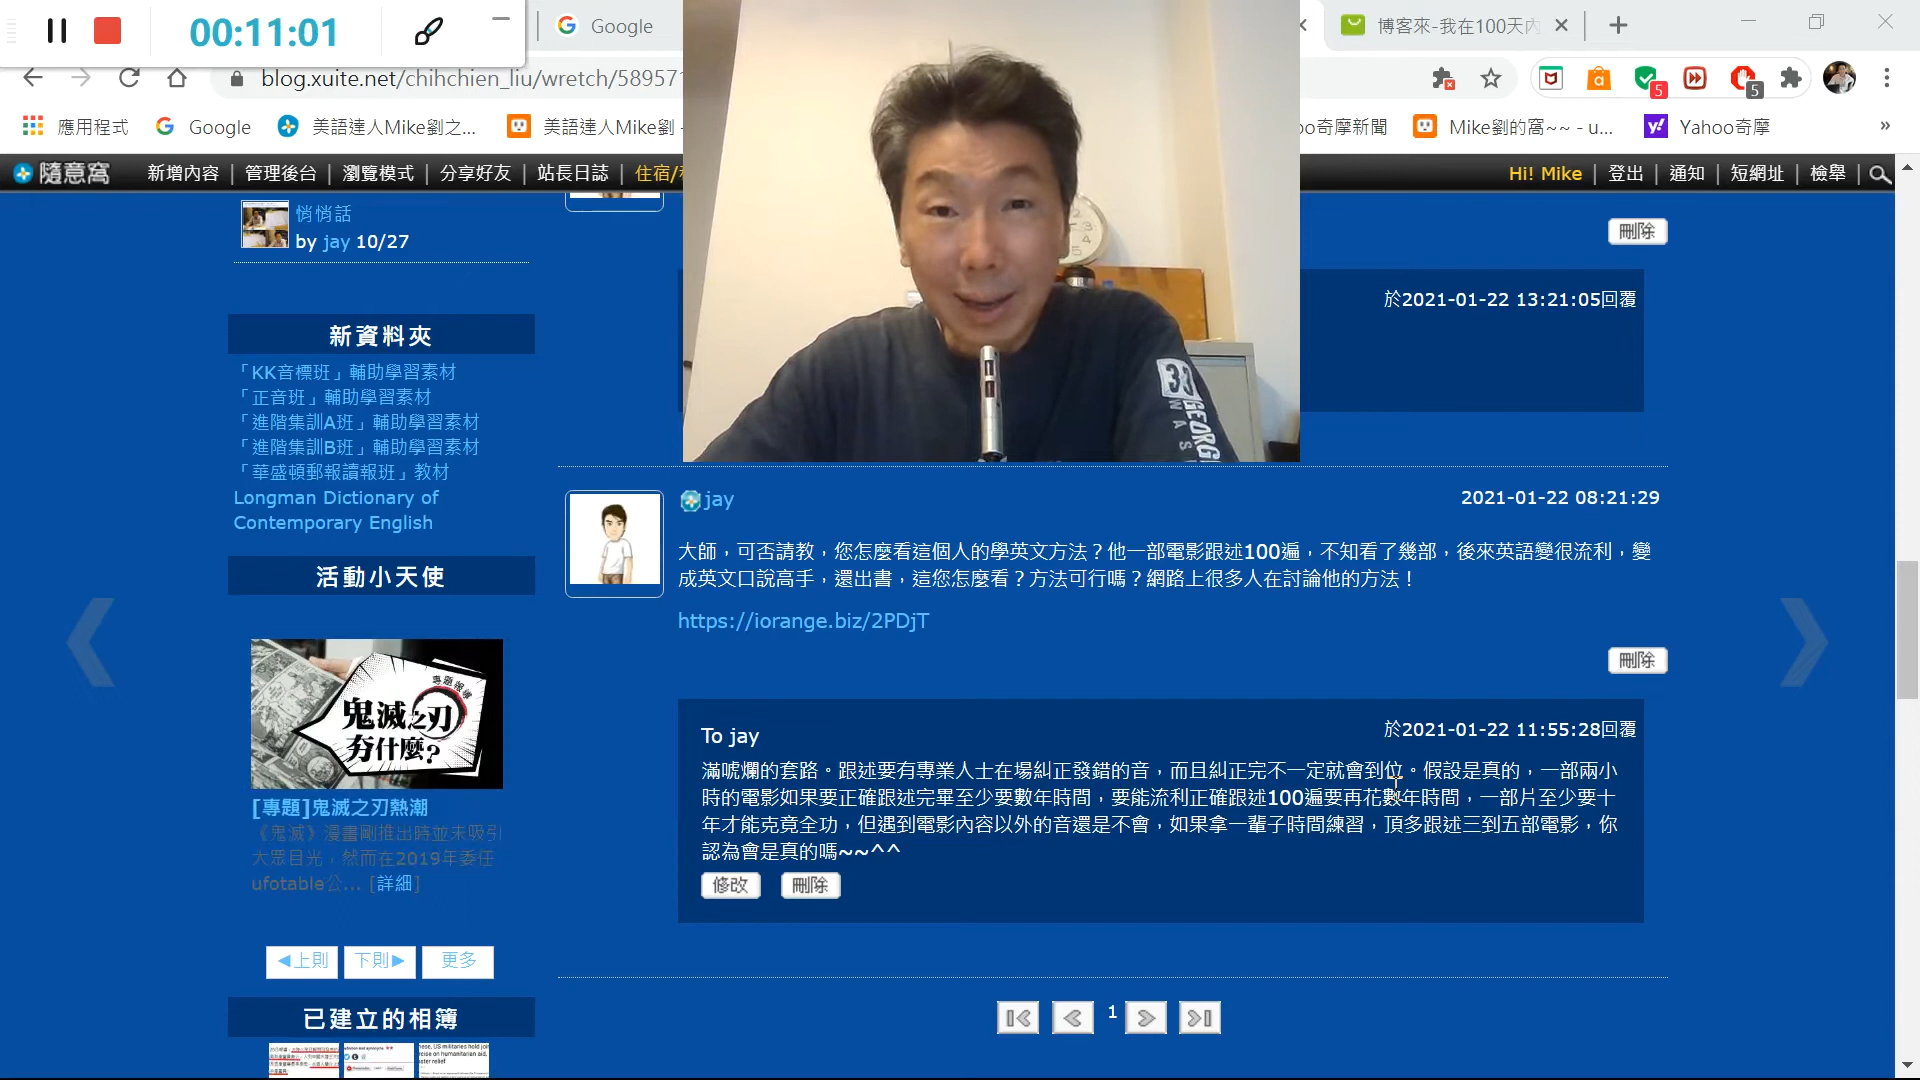 00:11:01
Google
博客來-我在100天內
blog.xuite.net/chihchien_liu/wretch/58957
5
5
應用程式
Google
美語達人Mike劉之...
美語達人Mike劉 -
oo奇摩新聞
Mike劉的窩~~ - u...
Yahoo奇摩
隨意窩
新增內容 | 管理後台 | 瀏覽模式 | 分享好友 | 站長日誌 | 住宿/
Hi! Mike | 登出 | 通知 | 短網址 | 檢舉
悄悄話
by jay 10/27
刪除
於2021-01-22 13:21:05回覆
新資料夾
「KK音標班」輔助學習素材
「正音班」輔助學習素材
「進階集訓A班」輔助學習素材
「進階集訓B班」輔助學習素材
「華盛頓郵報讀報班」教材
Longman Dictionary of
Contemporary English
活動小天使
專題報導
鬼滅之刃
夯什麼?
[專題]鬼滅之刃熱潮
《鬼滅》漫畫剛推出時並未吸引
大眾目光，然而在2019年委任
ufotable公... [詳細]
◀上則
下則▶
更多
已建立的相簿
33
GEORG
WAS
jay
2021-01-22 08:21:29
大師，可否請教，您怎麼看這個人的學英文方法？他一部電影跟述100遍，不知看了幾部，後來英語變很流利，變
成英文口說高手，還出書，這您怎麼看？方法可行嗎？網路上很多人在討論他的方法！
https://iorange.biz/2PDjT
刪除
To jay
於2021-01-22 11:55:28回覆
滿唬爛的套路。跟述要有專業人士在場糾正發錯的音，而且糾正完不一定就會到位。假設是真的，一部兩小
時的電影如果要正確跟述完畢至少要數年時間，要能流利正確跟述100遍要再花數年時間，一部片至少要十
年才能克竟全功，但遇到電影內容以外的音還是不會，如果拿一輩子時間練習，頂多跟述三到五部電影，你
認為會是真的嗎~~^^
修改
刪除
1